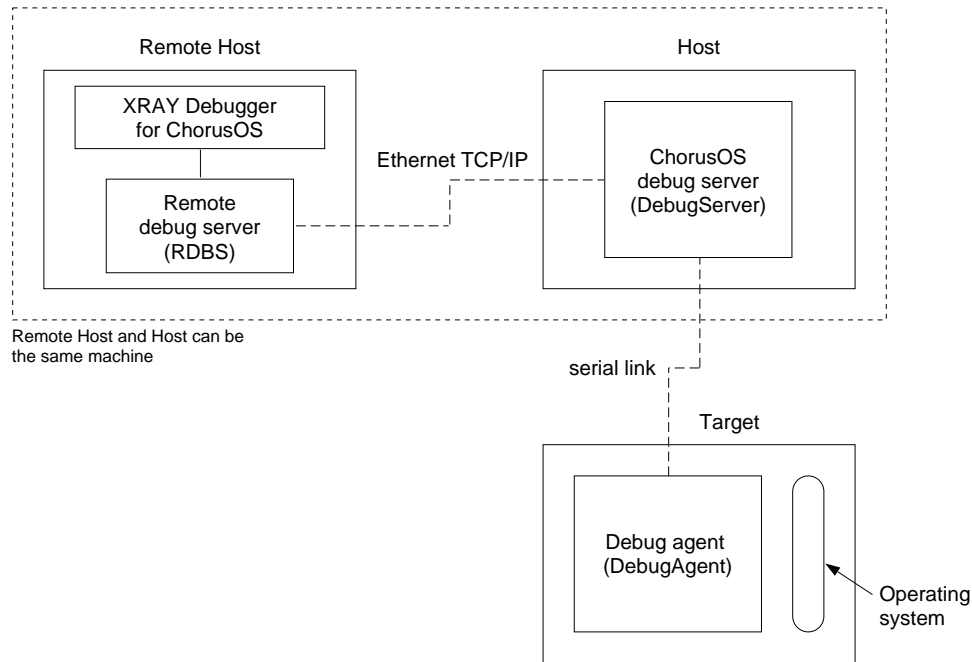 Remote Host
Host
XRAY Debugger
for ChorusOS
Ethernet TCP/IP
ChorusOS
debug server
(DebugServer)
Remote
debug server
(RDBS)
Remote Host and Host can be
the same machine
serial link
Target
Debug agent
(DebugAgent)
Operating
system